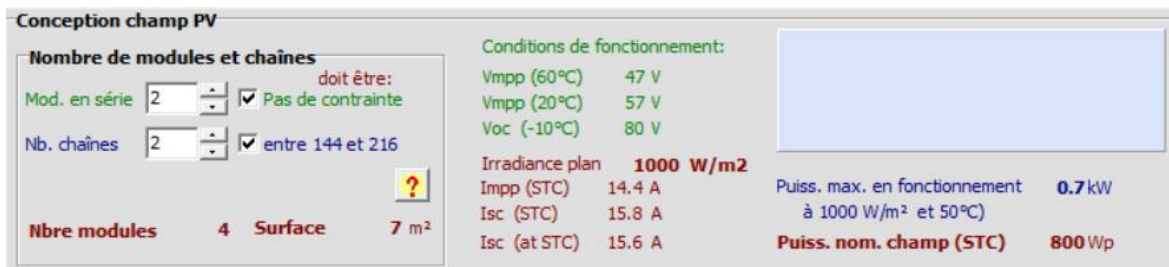 Conception champ PV
Nombre de modules et chaînes
doit être:
Mod. en série 2 Pas de contrainte
Nb. chaînes 2 entre 144 et 216
?
Nbre modules 4 Surface 7 m²
Conditions de fonctionnement:
Vmpp (60°C) 47 V
Vmpp (20°C) 57 V
Voc (-10°C) 80 V
Irradiance plan 1000 W/m2
Impp (STC) 14.4 A
Isc (STC) 15.8 A
Isc (at STC) 15.6 A
Puiss. max. en fonctionnement 0.7 kW
à 1000 W/m² et 50°C)
Puiss. nom. champ (STC) 800 Wp